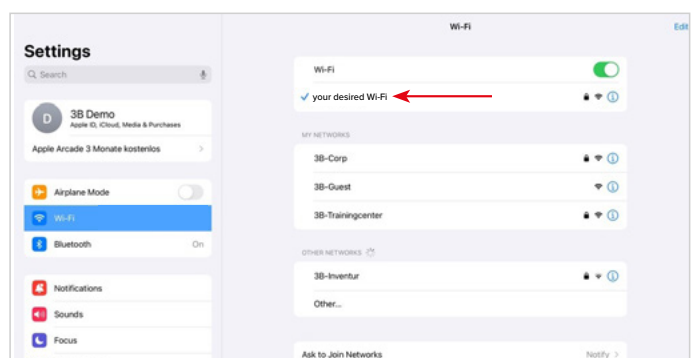 Settings
Search
D
3B Demo
Apple ID, iCloud, Media & Purchases
Apple Arcade 3 Monate kostenlos
Airplane Mode
Wi-Fi
Bluetooth On
Notifications
Sounds
Focus
Wi-Fi Edit
Wi-Fi
your desired Wi-Fi
MY NETWORKS
3B-Corp
3B-Guest
3B-Trainingcenter
OTHER NETWORKS
3B-Inventur
Other...
Ask to Join Networks Notify